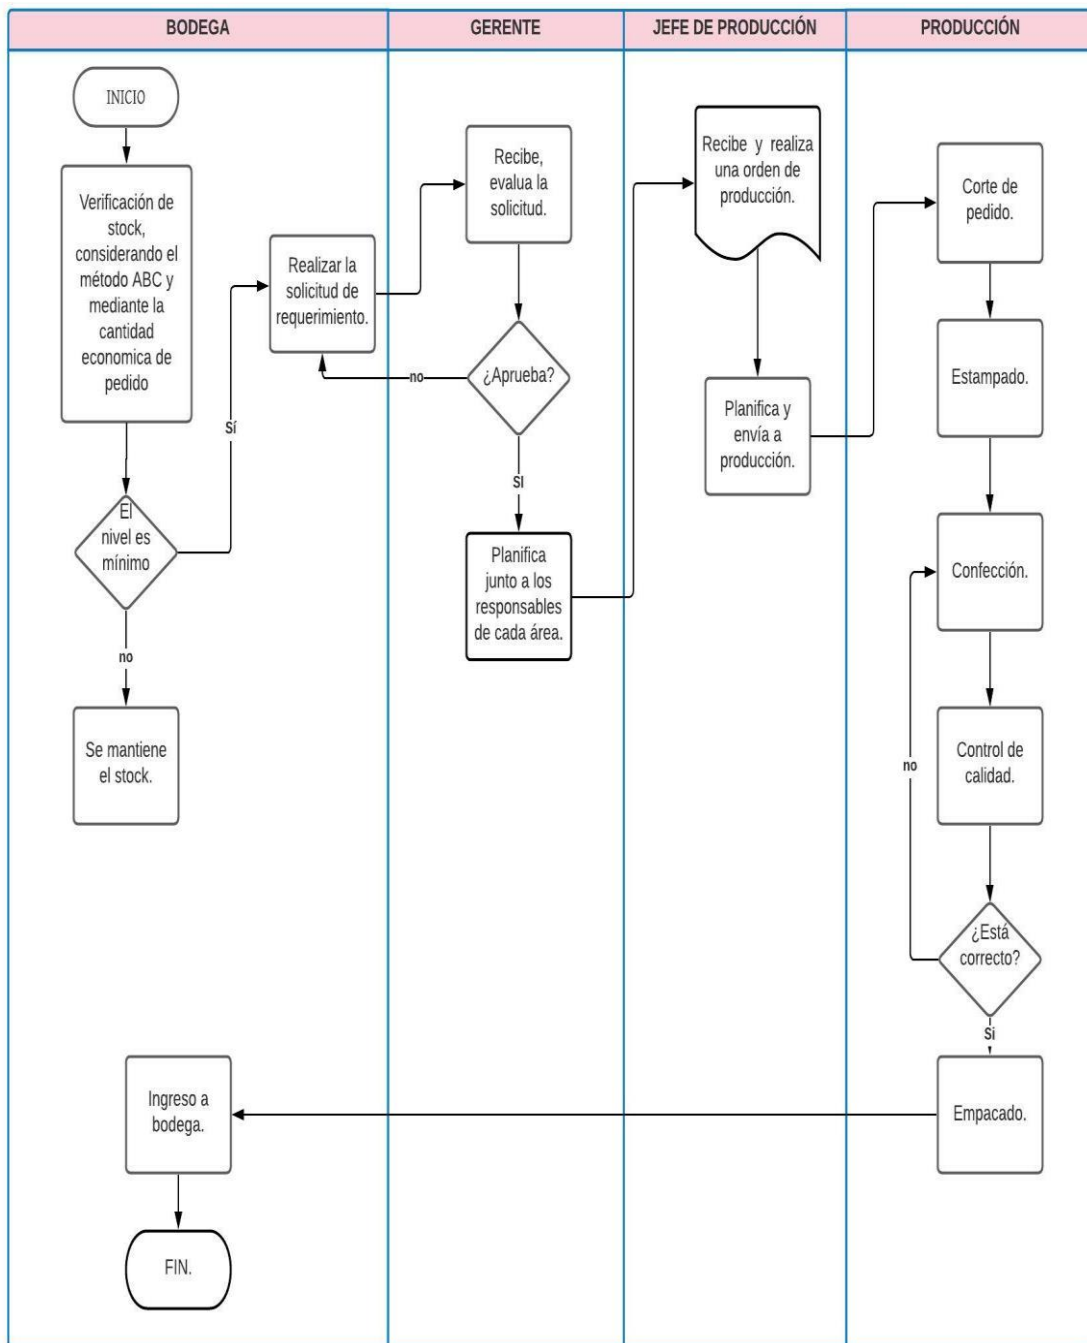 BODEGA
GERENTE
JEFE DE PRODUCCIÓN
PRODUCCIÓN
INICIO
Verificación de
stock,
considerando el
método ABC y
mediante la
cantidad
economica de
pedido
El
nivel es
mínimo
Sí
no
Se mantiene
el stock.
Realizar la
solicitud de
requerimiento.
Recibe,
evalua la
solicitud.
¿Aprueba?
no
SI
Planifica
junto a los
responsables
de cada área.
Recibe y realiza
una orden de
producción.
Planifica y
envía a
producción.
Corte de
pedido.
Estampado.
Confección.
Control de
calidad.
¿Está
correcto?
no
Si
Empacado.
Ingreso a
bodega.
FIN.